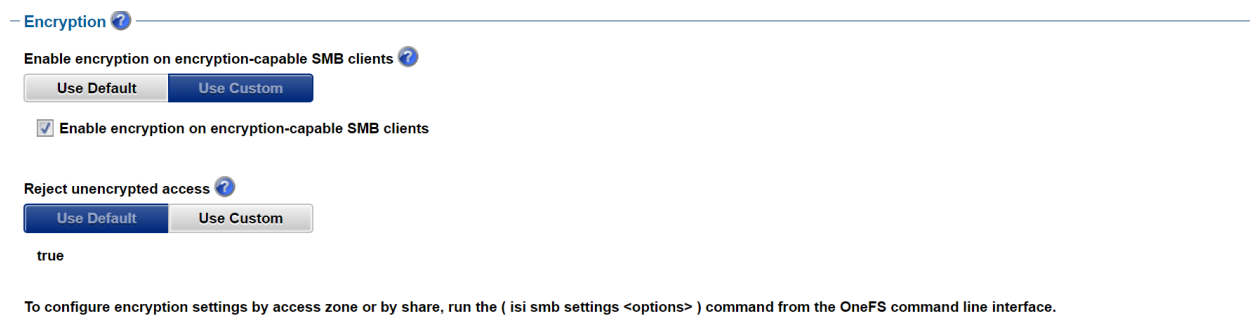 Encryption ?
Enable encryption on encryption-capable SMB clients ?
Use Default Use Custom
Enable encryption on encryption-capable SMB clients
Reject unencrypted access ?
Use Default Use Custom
true
To configure encryption settings by access zone or by share, run the ( isi smb settings <options> ) command from the OneFS command line interface.